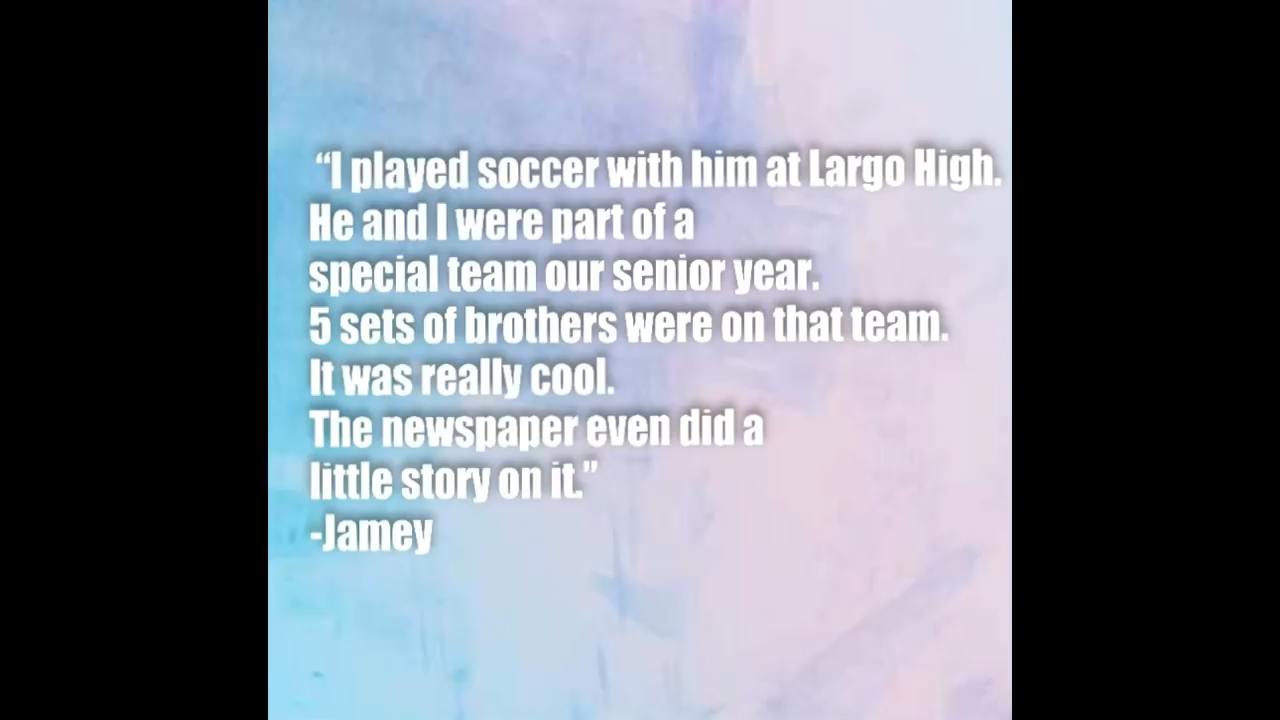 “I played soccer with him at Largo High.
He and I were part of a
special team our senior year.
5 sets of brothers were on that team.
It was really cool.
The newspaper even did a
little story on it.”
-Jamey